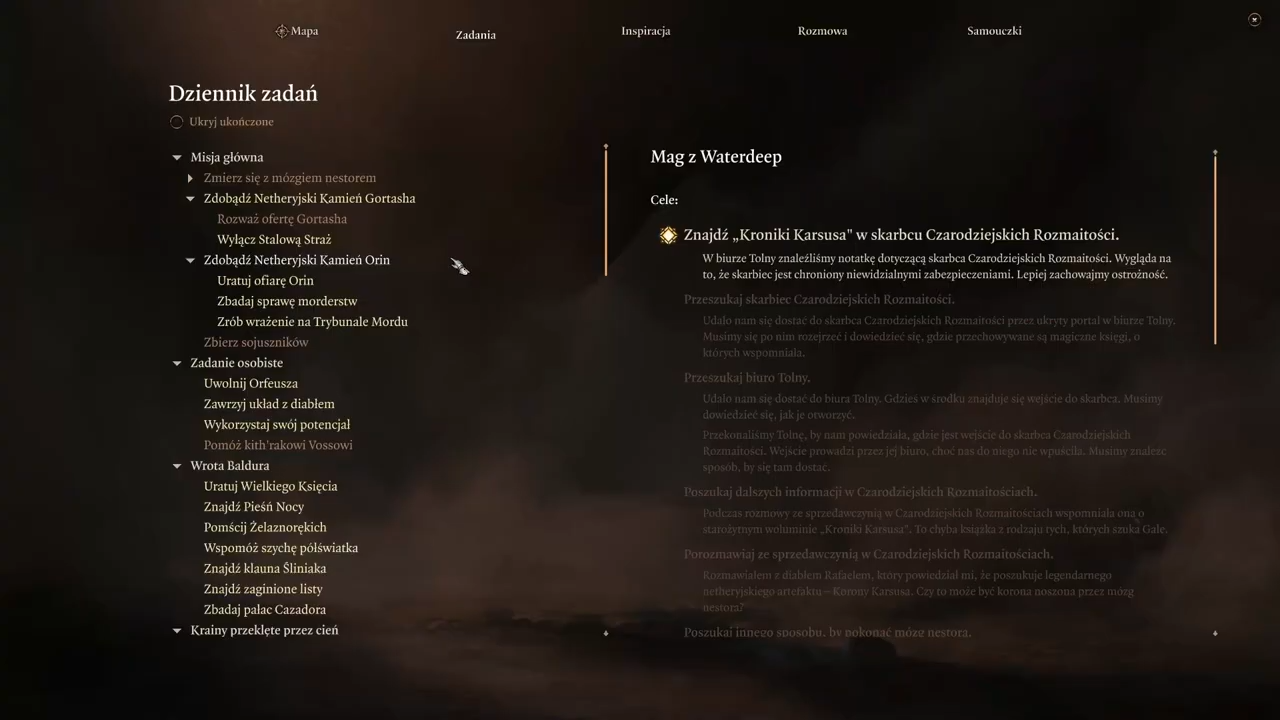 Mapa
Zadania
Inspiracja
Rozmowa
Samouczki
Dziennik zadań
Ukryj ukończone
Misja główna
Zmierz się z mózgiem nestorem
Zdobądź Netheryjski Kamień Gortasha
Rozważ ofertę Gortasha
Wyłącz Stalową Straż
Zdobądź Netheryjski Kamień Orin
Uratuj ofiarę Orin
Zbadaj sprawę morderstw
Zrób wrażenie na Trybunale Mordu
Zbierz sojuszników
Zadanie osobiste
Uwolnij Orfeusza
Zawrzyj układ z diabłem
Wykorzystaj swój potencjał
Pomóż kith'rakowi Vossowi
Wrota Baldura
Uratuj Wielkiego Księcia
Znajdź Pieśń Nocy
Pomścij Żelaznorękich
Wspomóż szychę półświatka
Znajdź klauna Śliniaka
Znajdź zaginione listy
Zbadaj pałac Cazadora
Krainy przeklęte przez cień
Mag z Waterdeep
Cele:
Znajdź „Kroniki Karsusa" w skarbcu Czarodziejskich Rozmaitości.
W biurze Tolny znaleźliśmy notatkę dotyczącą skarbca Czarodziejskich Rozmaitości. Wygląda na
to, że skarbiec jest chroniony niewidzialnymi zabezpieczeniami. Lepiej zachowajmy ostrożność.
Przeszukaj skarbiec Czarodziejskich Rozmaitości.
Udało nam się dostać do skarbca Czarodziejskich Rozmaitości przez ukryty portal w biurze Tolny.
Musimy się po nim rozejrzeć i dowiedzieć się, gdzie przechowywane są magiczne księgi, o
których wspomniała.
Przeszukaj biuro Tolny.
Udało nam się dostać do biura Tolny. Gdzieś w środku znajduje się wejście do skarbca. Musimy
dowiedzieć się, jak je otworzyć.
Przekonaliśmy Tolnę, by nam powiedziała, gdzie jest wejście do skarbca Czarodziejskich
Rozmaitości. Wejście prowadzi przez jej biuro, choć nas do niego nie wpuściła. Musimy znaleźć
sposób, by się tam dostać.
Poszukaj dalszych informacji w Czarodziejskich Rozmaitościach.
Podczas rozmowy ze sprzedawczynią w Czarodziejskich Rozmaitościach wspomniała ona o
starożytnym woluminie „Kroniki Karsusa". To chyba książka z rodzaju tych, których szuka Gale.
Porozmawiaj ze sprzedawczynią w Czarodziejskich Rozmaitościach.
Rozmawiałem z diabłem Rafaelem, który powiedział mi, że poszukuje legendarnego
netheryjskiego artefaktu – Korony Karsusa. Czy to może być korona noszona przez mózg
nestora?
Poszukaj innego sposobu, by pokonać mózg nestora.